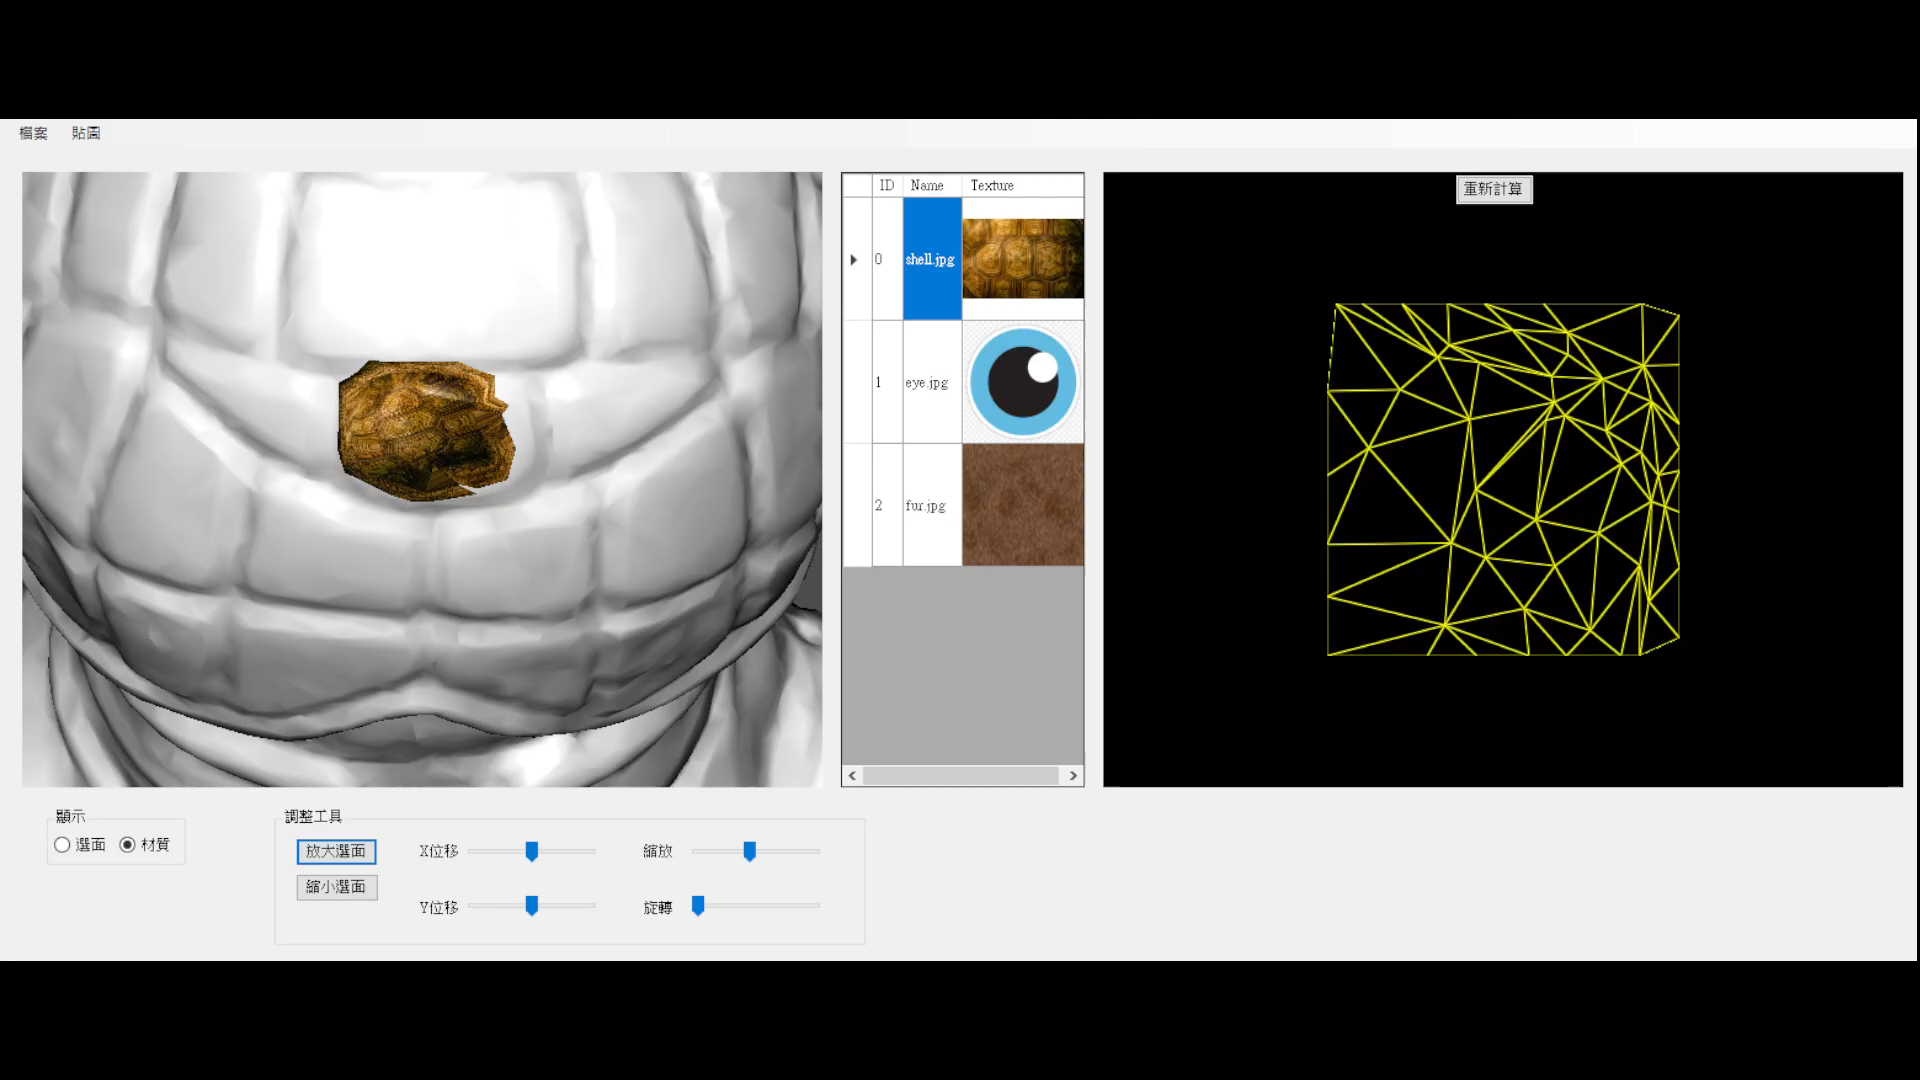 檔案 貼圖
ID Name Texture
0 shell.jpg
1 eye.jpg
2 fur.jpg
重新計算
顯示
選面 材質
調整工具
放大選面 X位移 縮放
縮小選面
Y位移 旋轉